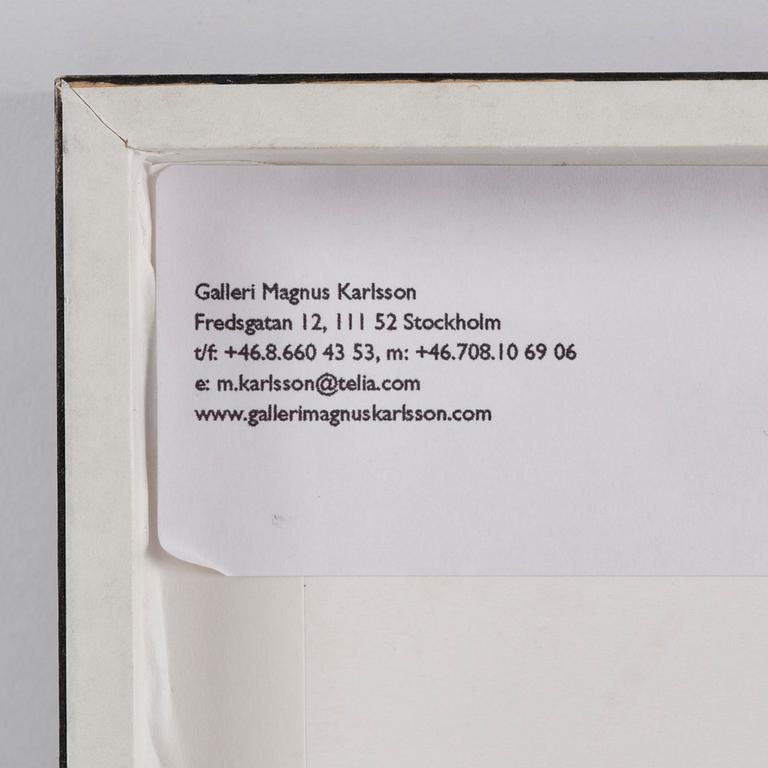 Galleri Magnus Karlsson
Fredsgatan 12, 111 52 Stockholm
t/f: +46.8.660 43 53, m: +46.708.10 69 06
e: m.karlsson@telia.com
www.gallerimagnuskarlsson.com